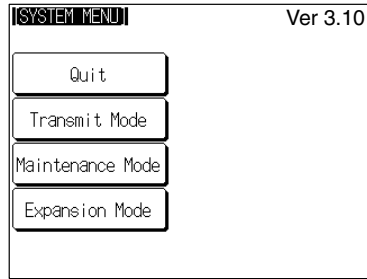 [SYSTEM MENU]
Ver 3.10
Quit
Transmit Mode
Maintenance Mode
Expansion Mode